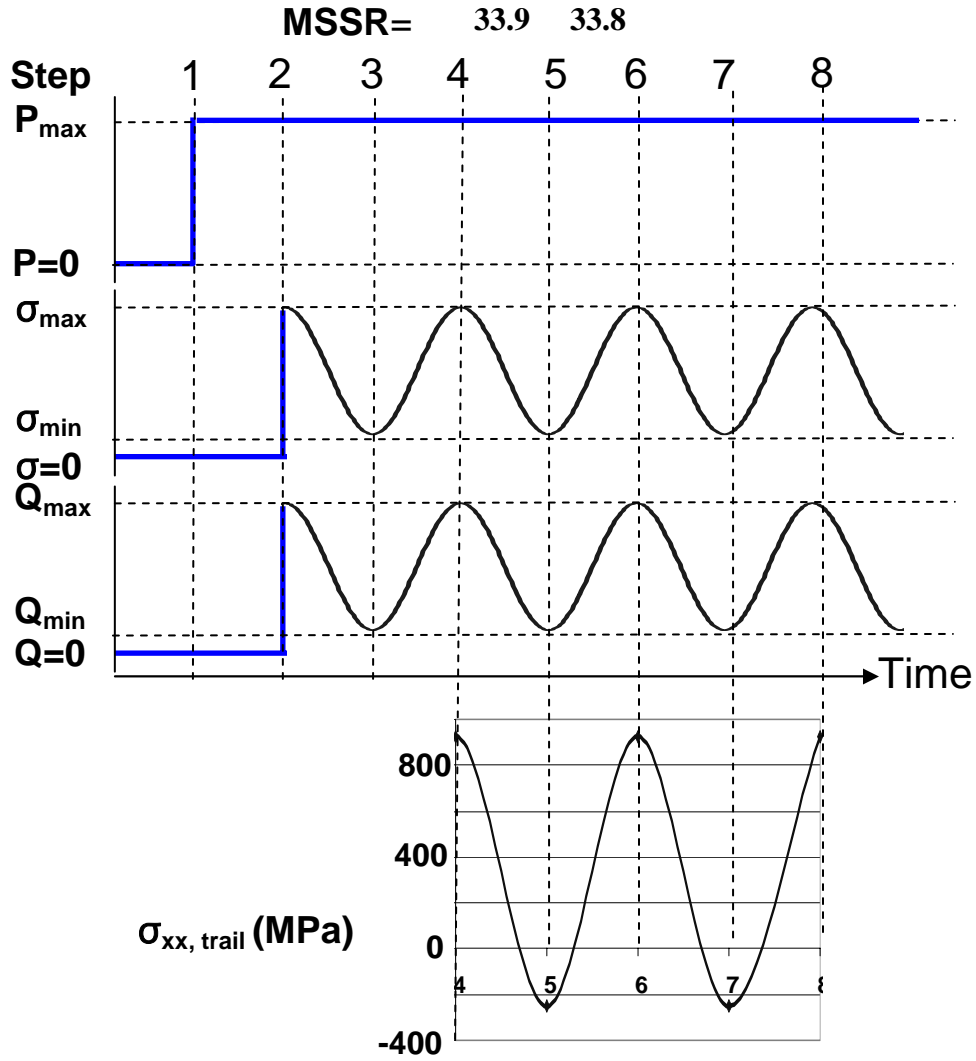 MSSR= 33.9 33.8
Step 1 2 3 4 5 6 7 8
Pmax
P=0
σmax
σmin
σ=0
Qmax
Qmin
Q=0
Time
800
400
σxx, trail (MPa)
0
4 5 6 7 8
-400